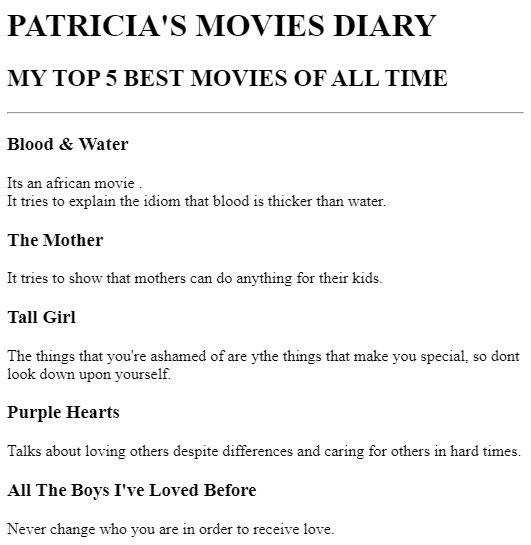 PATRICIA'S MOVIES DIARY
MY TOP 5 BEST MOVIES OF ALL TIME
Blood & Water
Its an african movie .
It tries to explain the idiom that blood is thicker than water.
The Mother
It tries to show that mothers can do anything for their kids.
Tall Girl
The things that you're ashamed of are ythe things that make you special, so dont
look down upon yourself.
Purple Hearts
Talks about loving others despite differences and caring for others in hard times.
All The Boys I've Loved Before
Never change who you are in order to receive love.